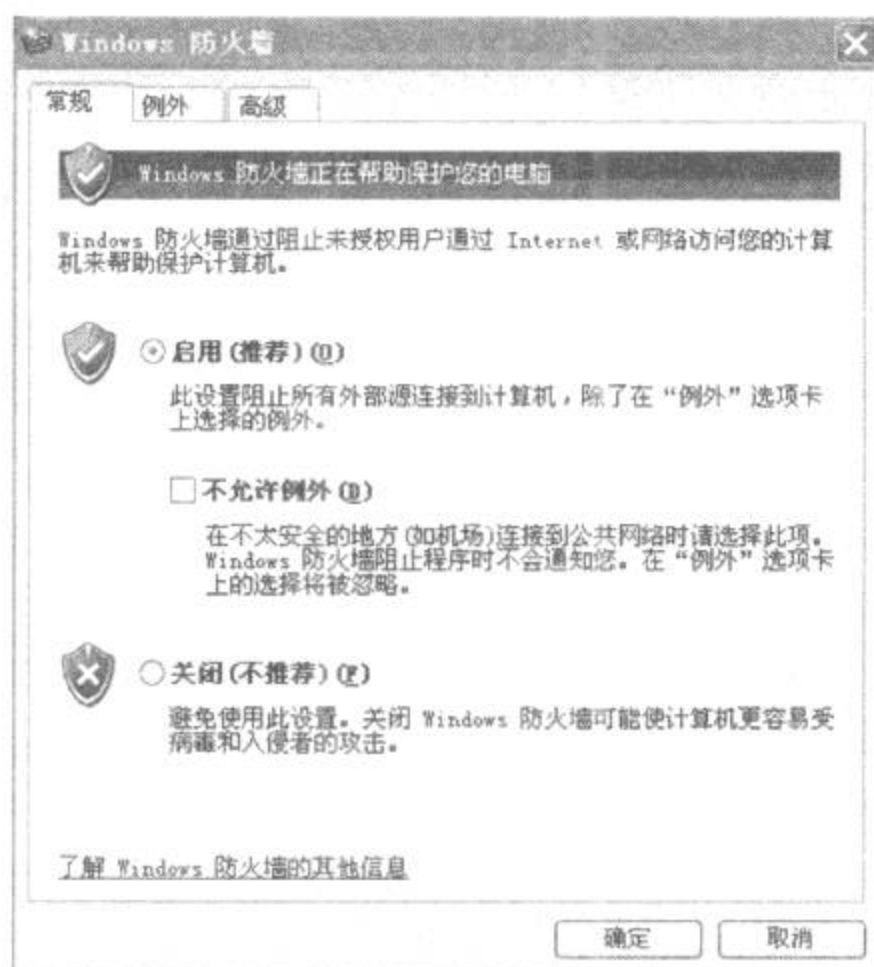 Windows 防火墙
常规 例外 高级
Windows 防火墙正在帮助保护您的电脑
Windows 防火墙通过阻止未授权用户通过 Internet 或网络访问您的计算
机来帮助保护计算机。
启用(推荐)(O)
此设置阻止所有外部源连接到计算机，除了在“例外”选项卡
上选择的例外。
不允许例外(D)
在不太安全的地方(如机场)连接到公共网络时请选择此项。
Windows 防火墙阻止程序时不会通知您。在“例外”选项卡
上的选择将被忽略。
关闭(不推荐)(F)
避免使用此设置。关闭 Windows 防火墙可能使计算机更容易受
病毒和入侵者的攻击。
了解 Windows 防火墙的其他信息
确定 取消